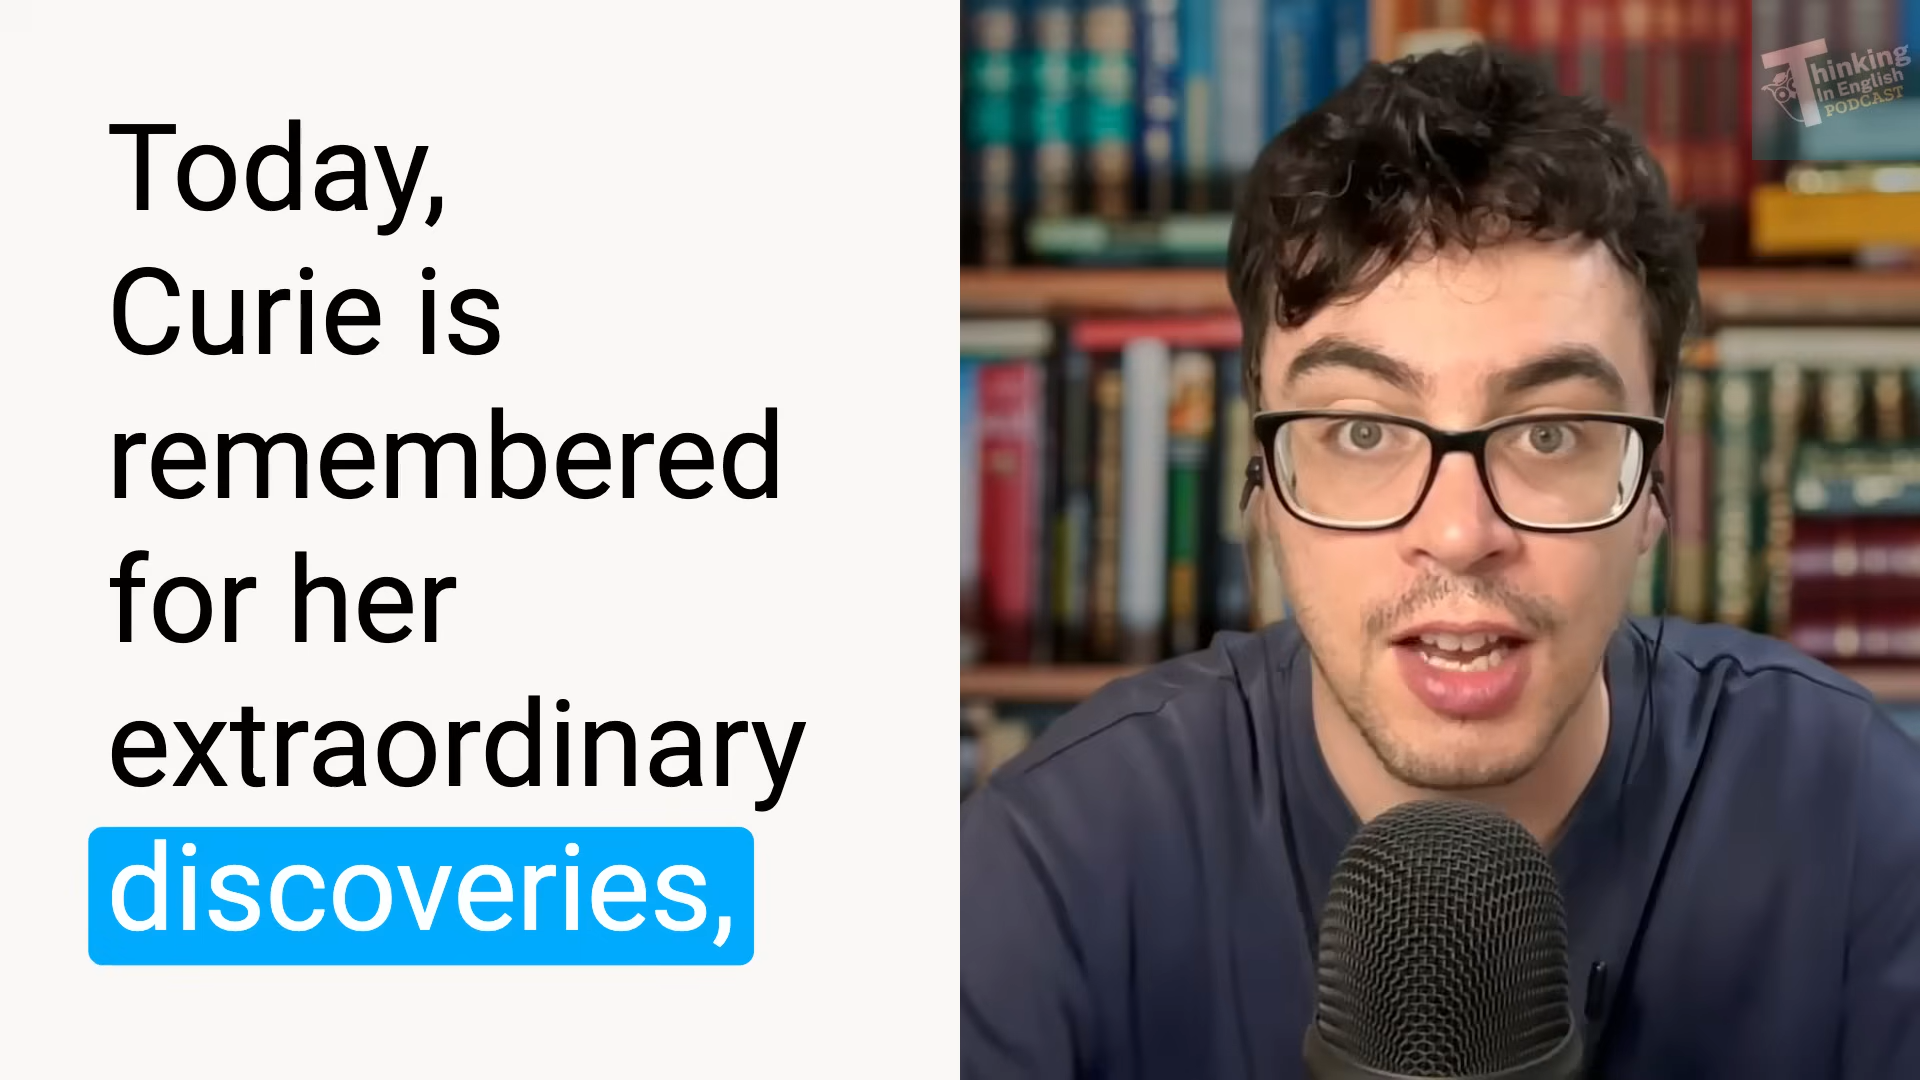 Today,
Curie is
remembered
for her
extraordinary
discoveries,
Thinking
In English
PODCAST